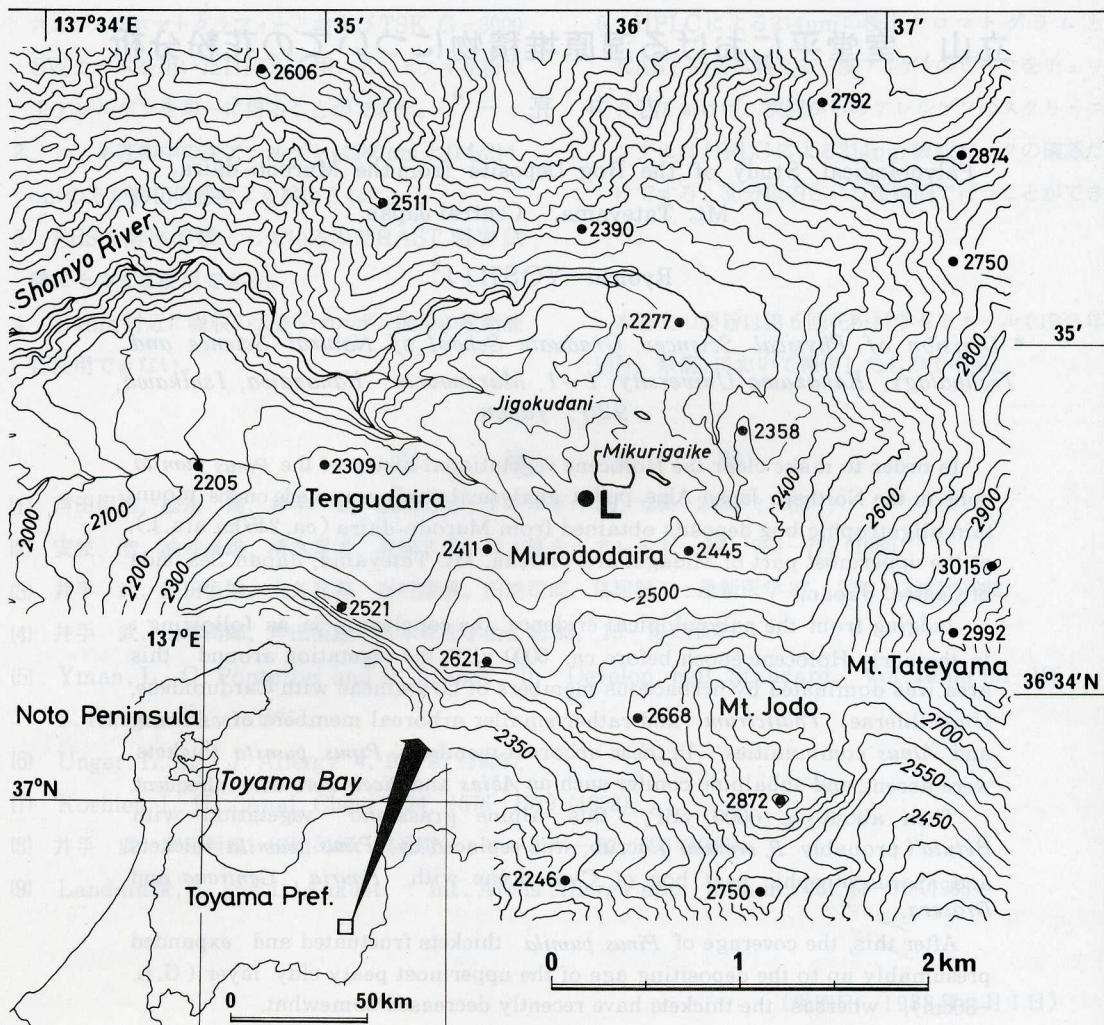 137°34′E
35′
36′
37′
2606
2792
2874
2511
2390
2750
Shomyo River
2277
35′
2800
Jigokudani
2358
Mikurigaike
2205
2309
Tengudaira
L
2400
2600
2900
2000
2100
2200
2300
2411
Murododaira
2445
3015
2500
2521
137°E
2621
2992
Mt. Tateyama
36°34′N
Noto Peninsula
2668
Mt. Jodo
2700
2350
2550
Toyama Bay
37°N
2872
2450
2246
2750
Toyama Pref.
0 1 2 km
0 50 km